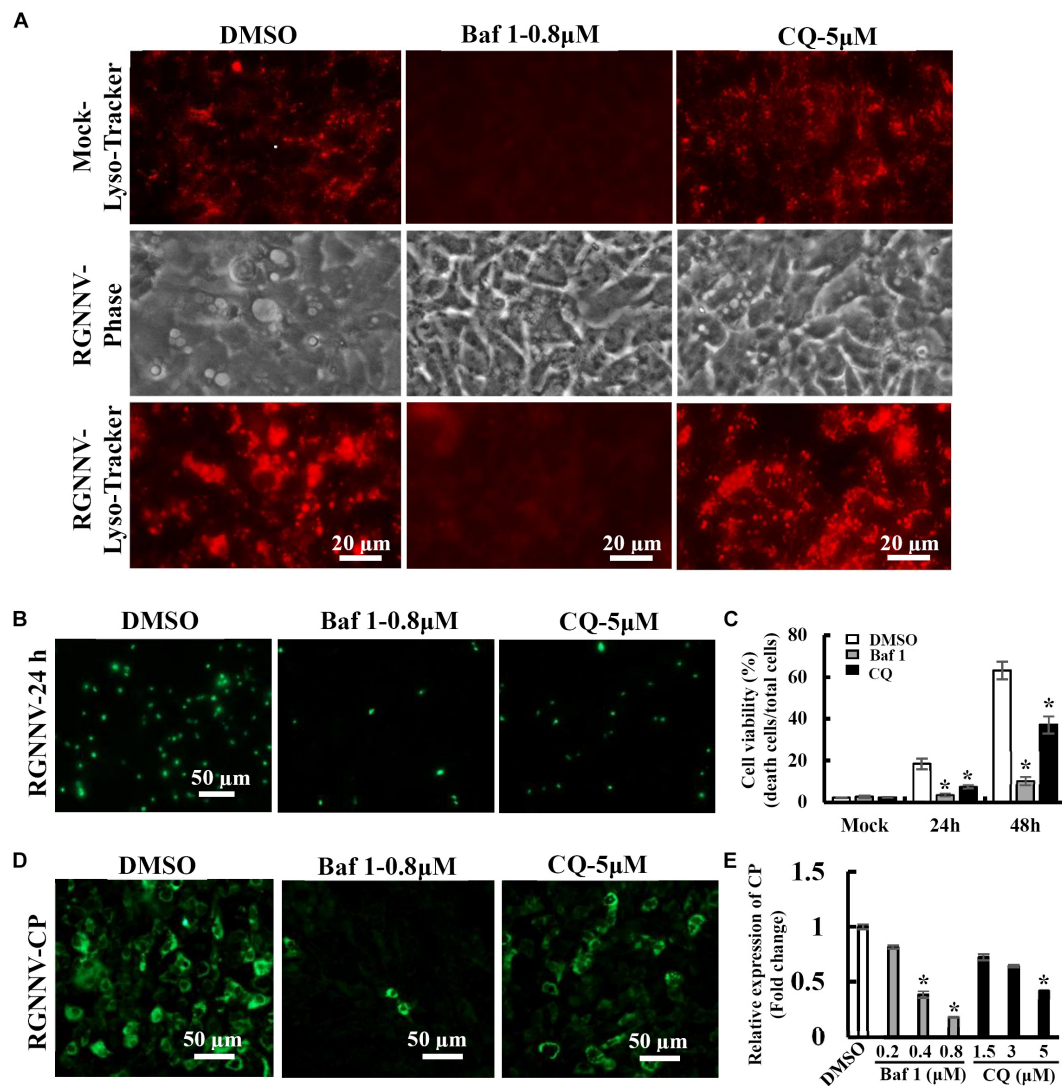 A
DMSO
Baf 1-0.8μM
CQ-5μM
Mock-
Lyso-Tracker
RGNNV-
Phase
RGNNV-
Lyso-Tracker
20 μm
20 μm
20 μm
B
DMSO
Baf 1-0.8μM
CQ-5μM
RGNNV-24 h
50 μm
C
Cell viability (%)
(death cells/total cells)
80
60
40
20
0
DMSO
Baf 1
CQ
*
*
*
*
Mock
24h
48h
D
DMSO
Baf 1-0.8μM
CQ-5μM
RGNNV-CP
50 μm
50 μm
50 μm
E
Relative expression of CP
(Fold change)
1.5
1
0.5
0
*
*
*
DMSO
0.2 0.4 0.8
1.5 3 5
Baf 1 (μM)
CQ (μM)